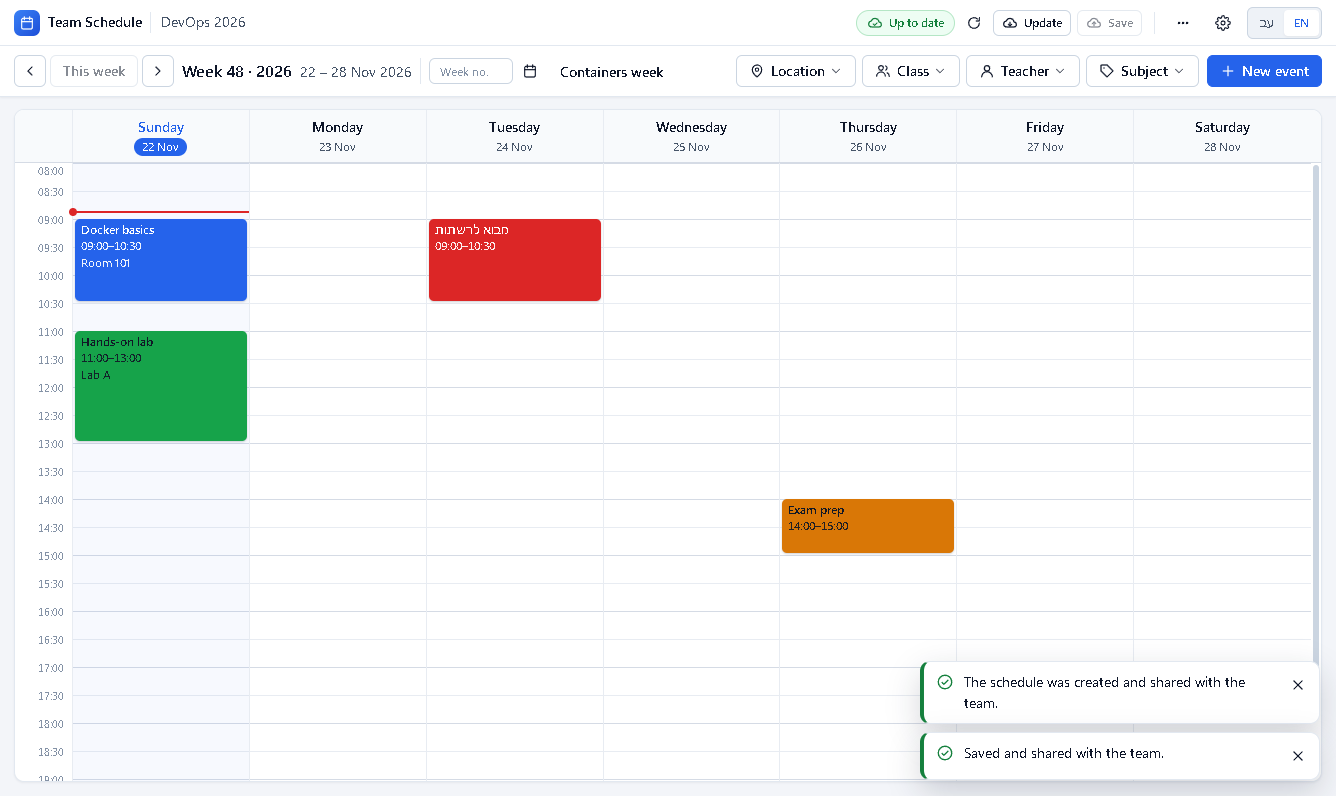 Team Schedule
DevOps 2026
Up to date
Update
Save
עב
EN
This week
Week 48 · 2026
22 – 28 Nov 2026
Week no.
Containers week
Location
Class
Teacher
Subject
New event
Sunday
22 Nov
Monday
23 Nov
Tuesday
24 Nov
Wednesday
25 Nov
Thursday
26 Nov
Friday
27 Nov
Saturday
28 Nov
08:00
08:30
09:00
09:30
10:00
10:30
11:00
11:30
12:00
12:30
13:00
13:30
14:00
14:30
15:00
15:30
16:00
16:30
17:00
17:30
18:00
18:30
19:00
Docker basics
09:00–10:30
Room 101
Hands-on lab
11:00–13:00
Lab A
מבוא לרשתות
09:00–10:30
Exam prep
14:00–15:00
The schedule was created and shared with the
team.
Saved and shared with the team.